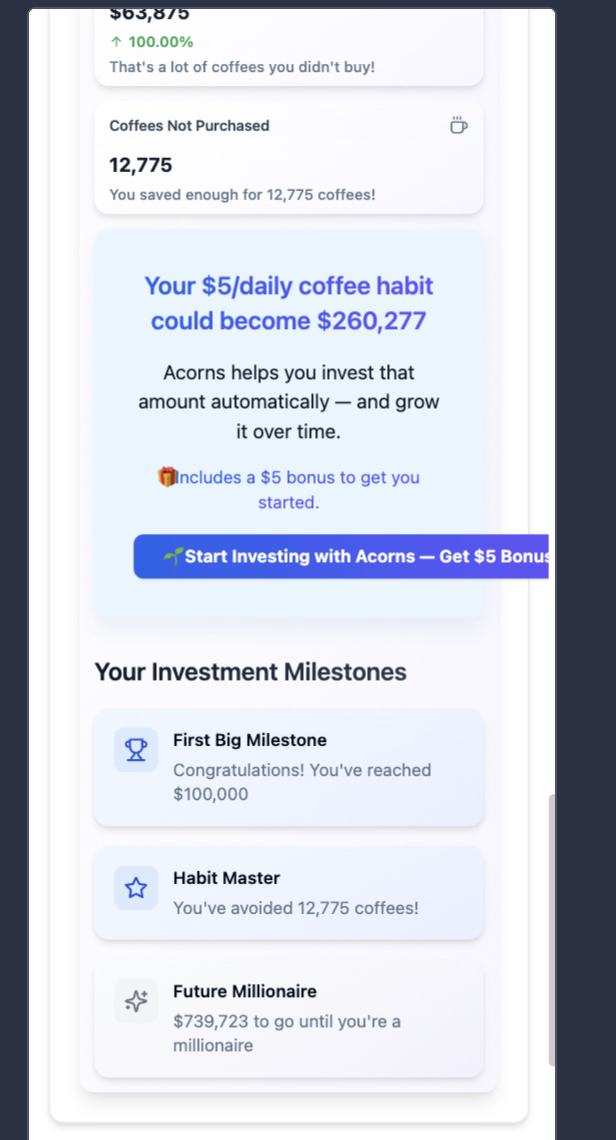 $63,875
↑ 100.00%
That's a lot of coffees you didn't buy!
Coffees Not Purchased
12,775
You saved enough for 12,775 coffees!
Your $5/daily coffee habit
could become $260,277
Acorns helps you invest that
amount automatically — and grow
it over time.
🎁Includes a $5 bonus to get you
started.
🌱Start Investing with Acorns — Get $5 Bonus
Your Investment Milestones
First Big Milestone
Congratulations! You've reached
$100,000
Habit Master
You've avoided 12,775 coffees!
Future Millionaire
$739,723 to go until you're a
millionaire